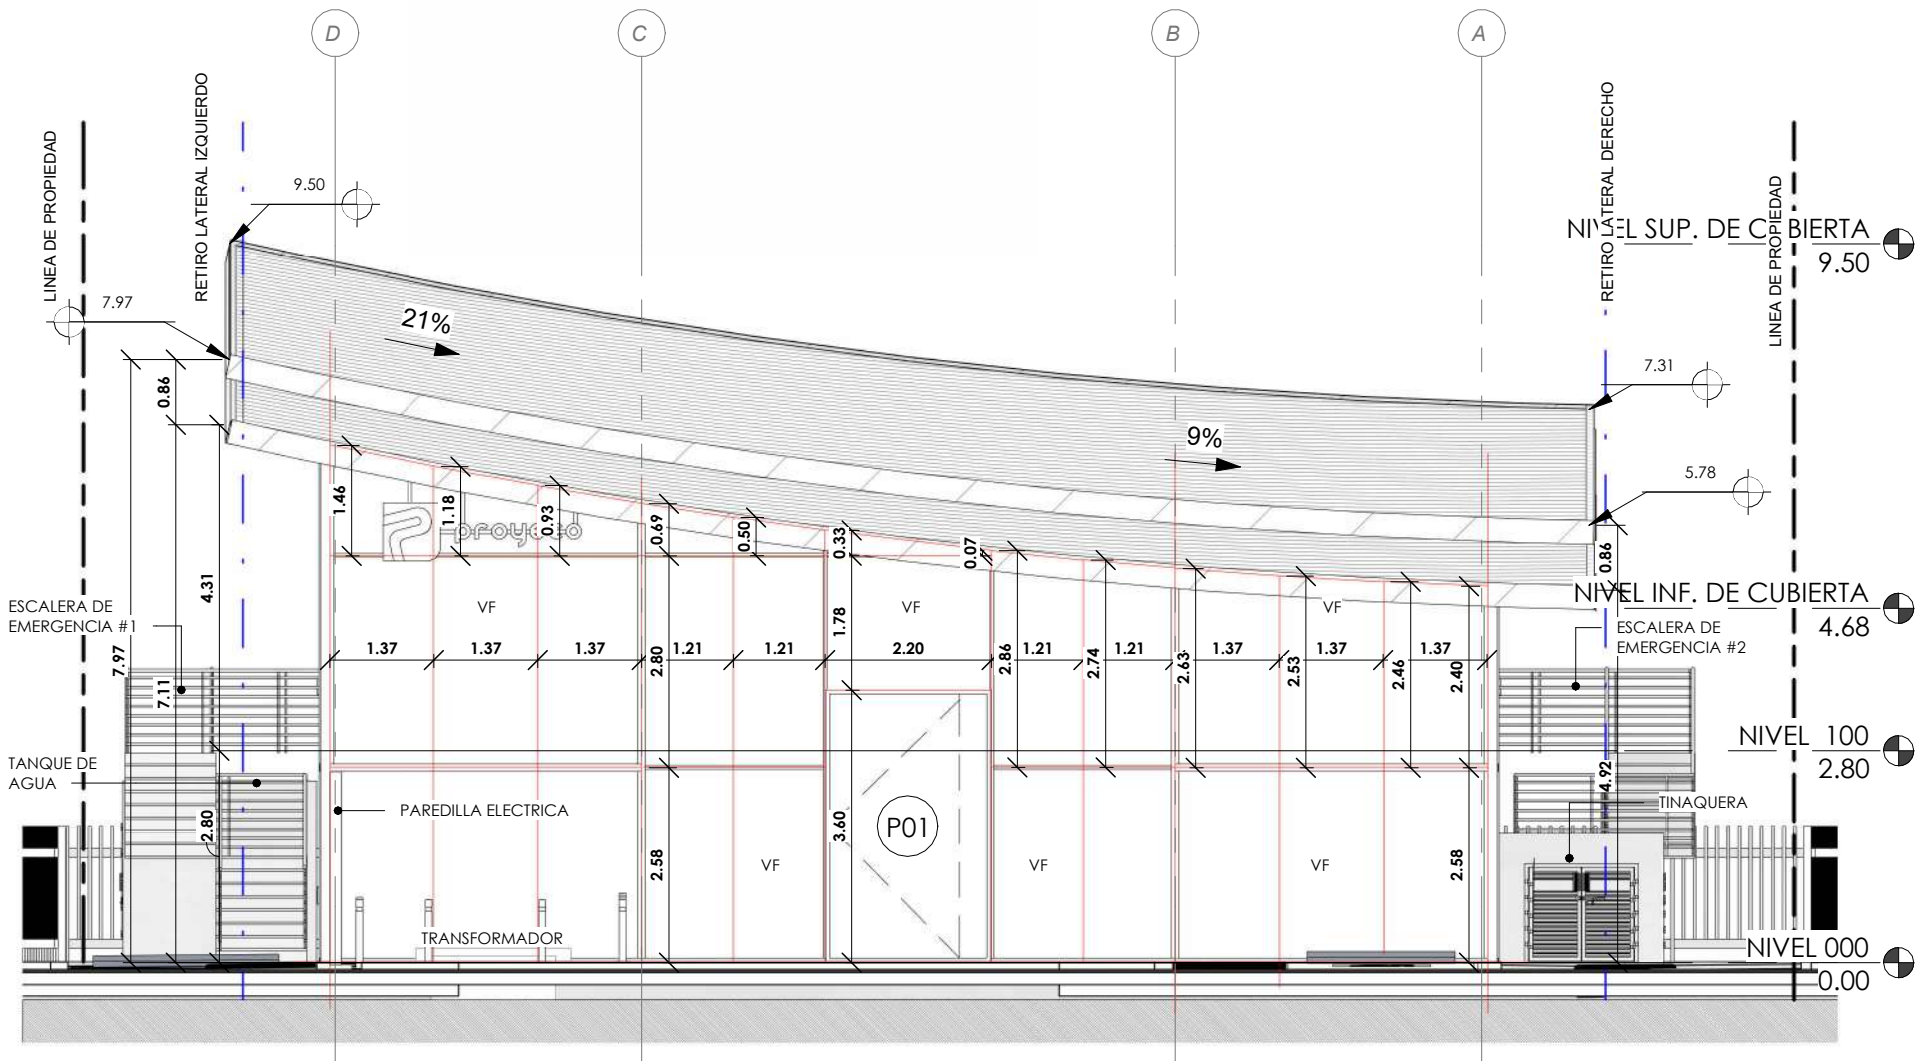 D
C
B
A
LINEA DE PROPIEDAD
RETIRO LATERAL IZQUIERDO
RETIRO LATERAL DERECHO
LINEA DE PROPIEDAD
9.50
NIVEL SUP. DE CUBIERTA
9.50
7.97
21%
7.31
0.86
9%
5.78
1.46
1.18
0.93
0.69
0.50
0.33
0.07
0.86
proyecto
4.31
NIVEL INF. DE CUBIERTA
4.68
ESCALERA DE
EMERGENCIA #1
VF
VF
VF
ESCALERA DE
EMERGENCIA #2
7.97
7.11
1.37
1.37
1.37
2.80
1.21
1.21
1.78
2.20
2.86
1.21
2.74
1.21
2.63
1.37
2.53
1.37
2.46
1.37
2.40
NIVEL 100
2.80
TANQUE DE
AGUA
4.92
2.80
PAREDILLA ELECTRICA
3.60
P01
TINAQUERA
2.58
VF
VF
VF
2.58
TRANSFORMADOR
NIVEL 000
0.00